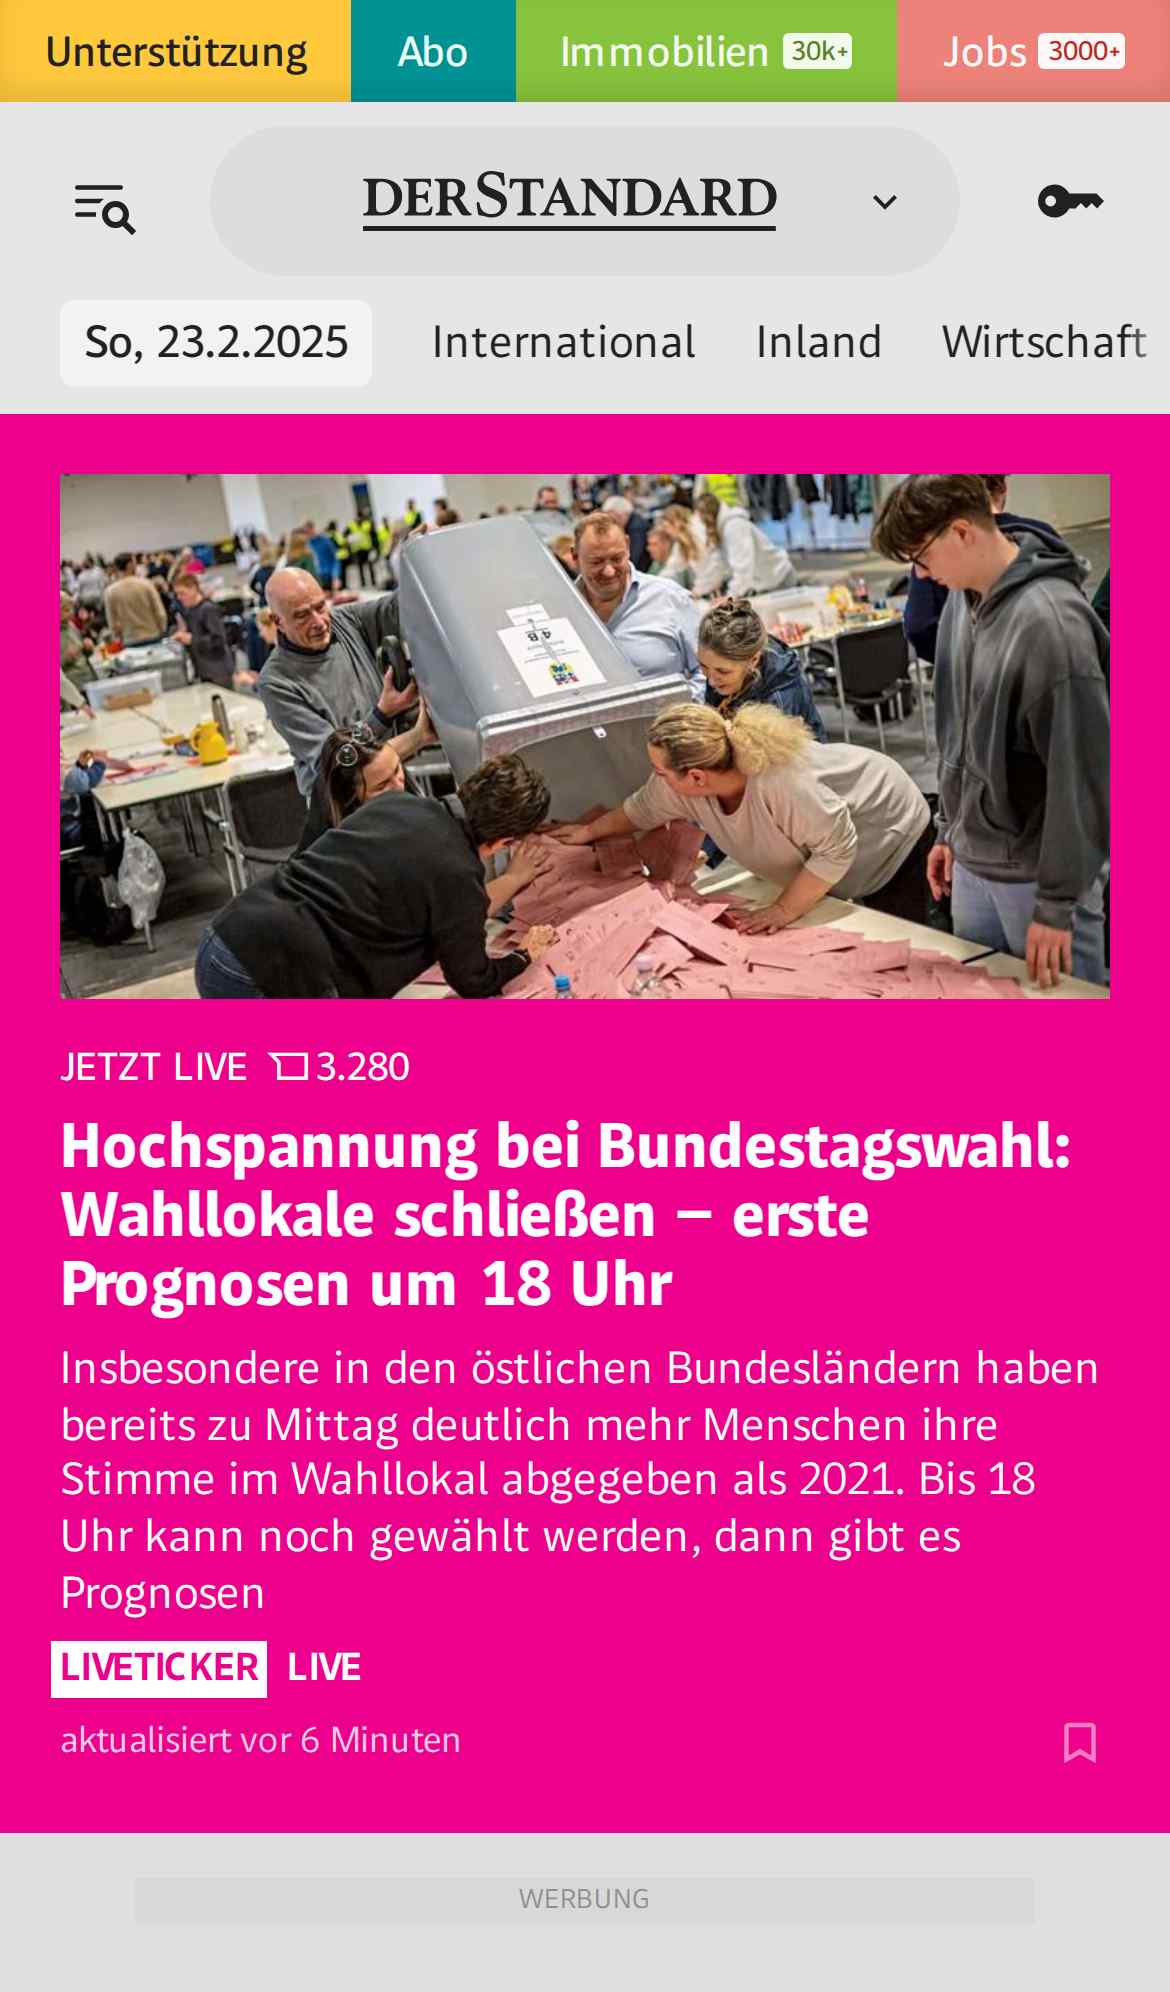 Unterstützung Abo Immobilien 30k+ Jobs 3000+
DERSTANDARD
So, 23.2.2025 International Inland Wirtschaft
4B
JETZT LIVE 3.280
Hochspannung bei Bundestagswahl:
Wahllokale schließen – erste
Prognosen um 18 Uhr
Insbesondere in den östlichen Bundesländern haben
bereits zu Mittag deutlich mehr Menschen ihre
Stimme im Wahllokal abgegeben als 2021. Bis 18
Uhr kann noch gewählt werden, dann gibt es
Prognosen
LIVETICKER LIVE
aktualisiert vor 6 Minuten
WERBUNG